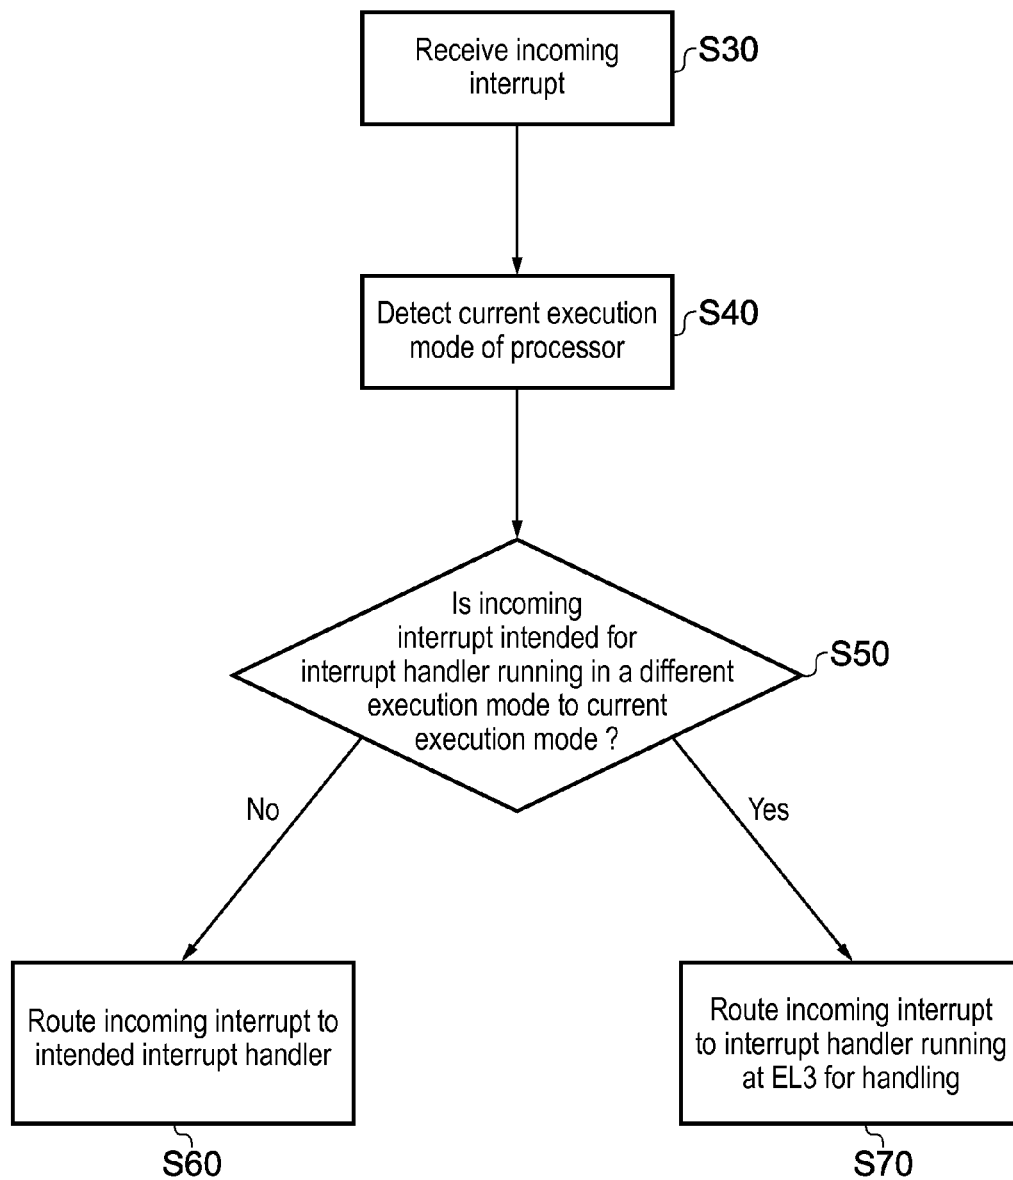 Receive incoming
interrupt
S30
Detect current execution
mode of processor
S40
Is incoming
interrupt intended for
interrupt handler running in a different
execution mode to current
execution mode ?
S50
No
Yes
Route incoming interrupt to
intended interrupt handler
S60
Route incoming interrupt
to interrupt handler running
at EL3 for handling
S70